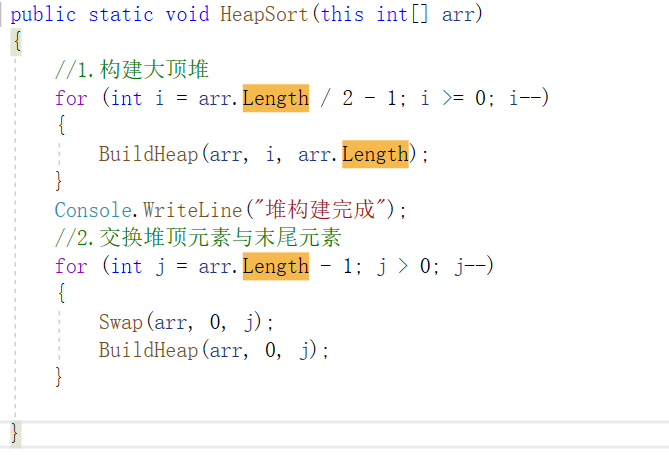 public static void HeapSort(this int[] arr)
{
//1.构建大顶堆
for (int i = arr.Length / 2 - 1; i >= 0; i--)
{
BuildHeap(arr, i, arr.Length);
}
Console.WriteLine("堆构建完成");
//2.交换堆顶元素与末尾元素
for (int j = arr.Length - 1; j > 0; j--)
{
Swap(arr, 0, j);
BuildHeap(arr, 0, j);
}
}